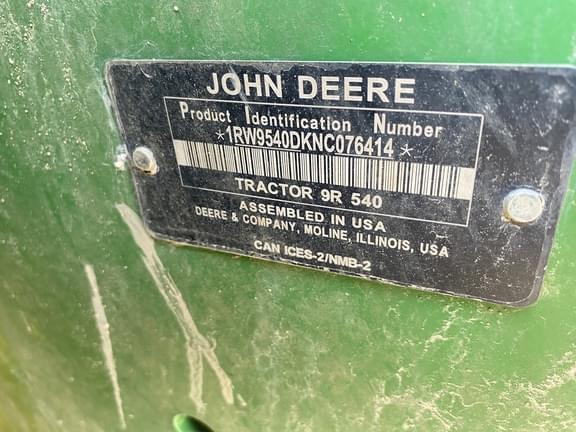 JOHN DEERE
Product Identification Number
*1RW9540DKNC076414*
TRACTOR 9R 540
ASSEMBLED IN USA
DEERE & COMPANY, MOLINE, ILLINOIS, USA
CAN ICES-2/NMB-2